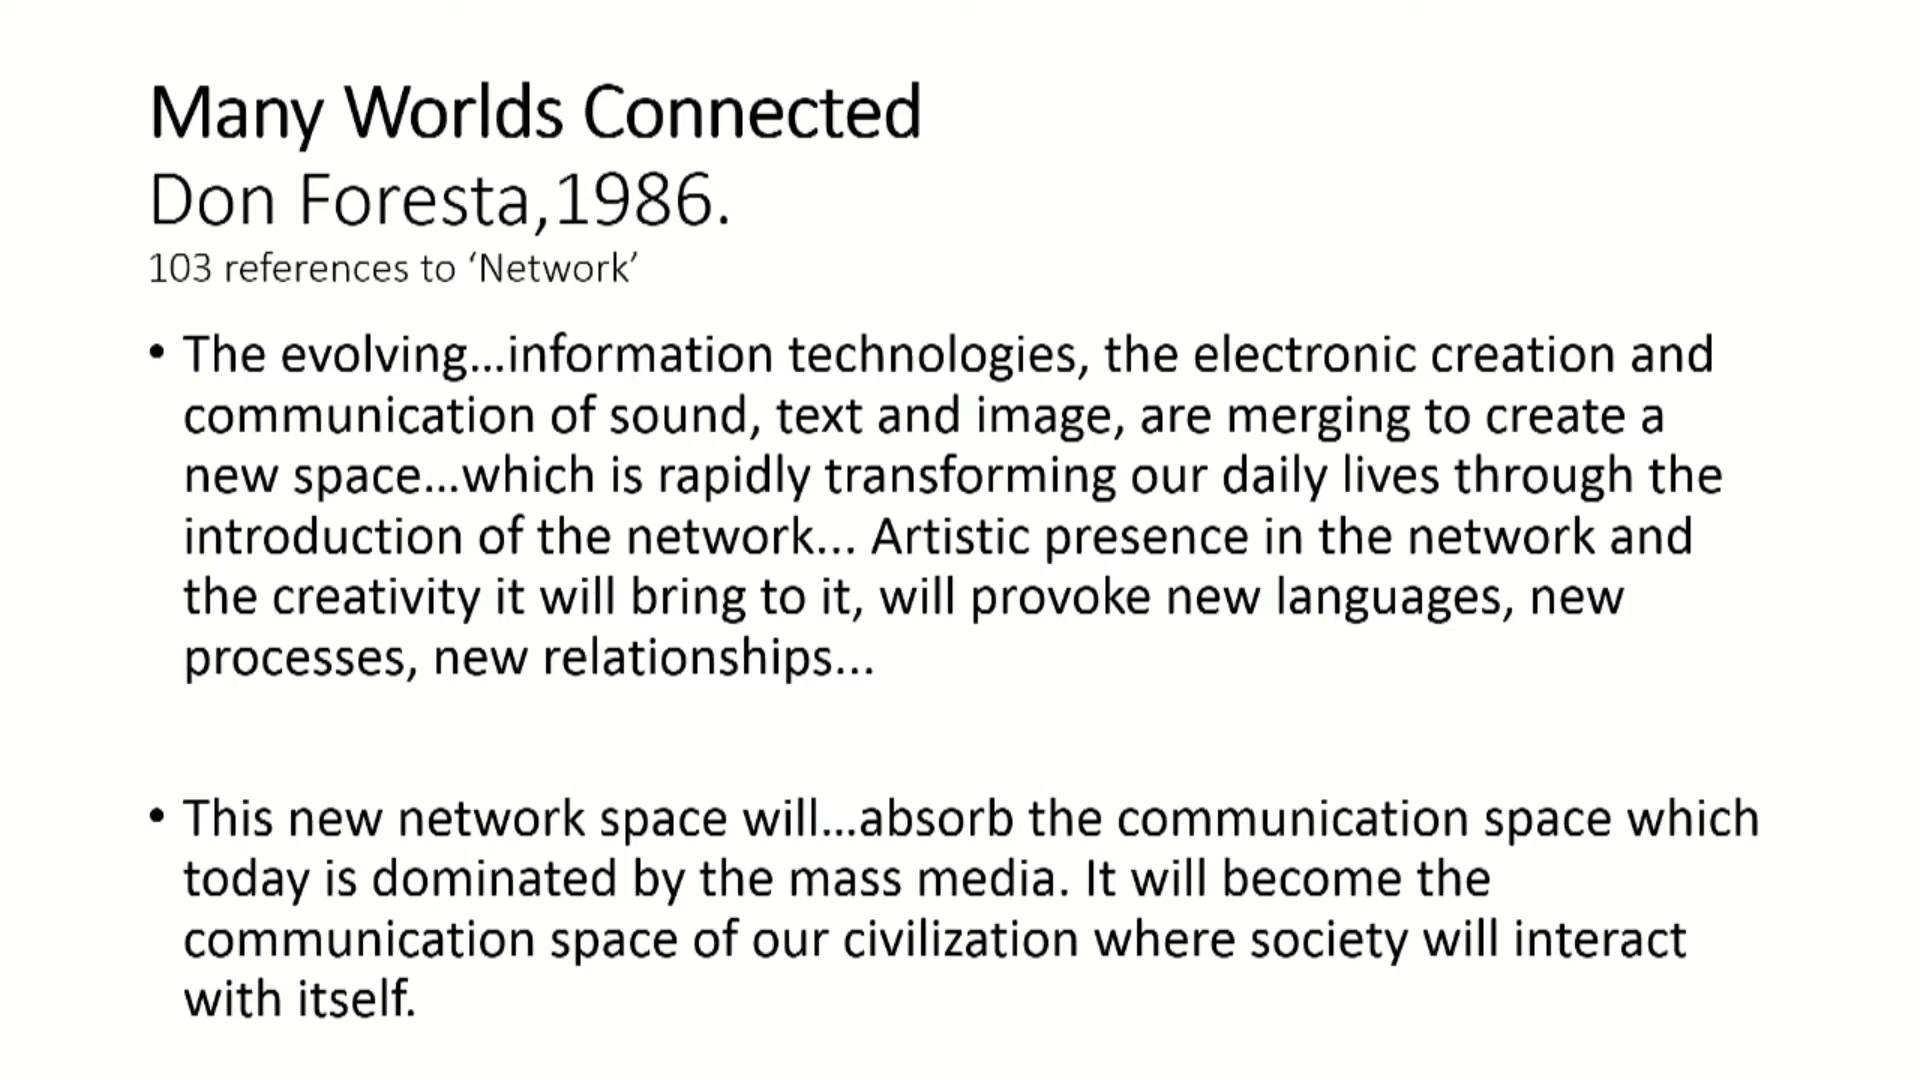 Many Worlds Connected
Don Foresta,1986.
103 references to ‘Network’
• The evolving...information technologies, the electronic creation and
communication of sound, text and image, are merging to create a
new space...which is rapidly transforming our daily lives through the
introduction of the network... Artistic presence in the network and
the creativity it will bring to it, will provoke new languages, new
processes, new relationships...
• This new network space will...absorb the communication space which
today is dominated by the mass media. It will become the
communication space of our civilization where society will interact
with itself.